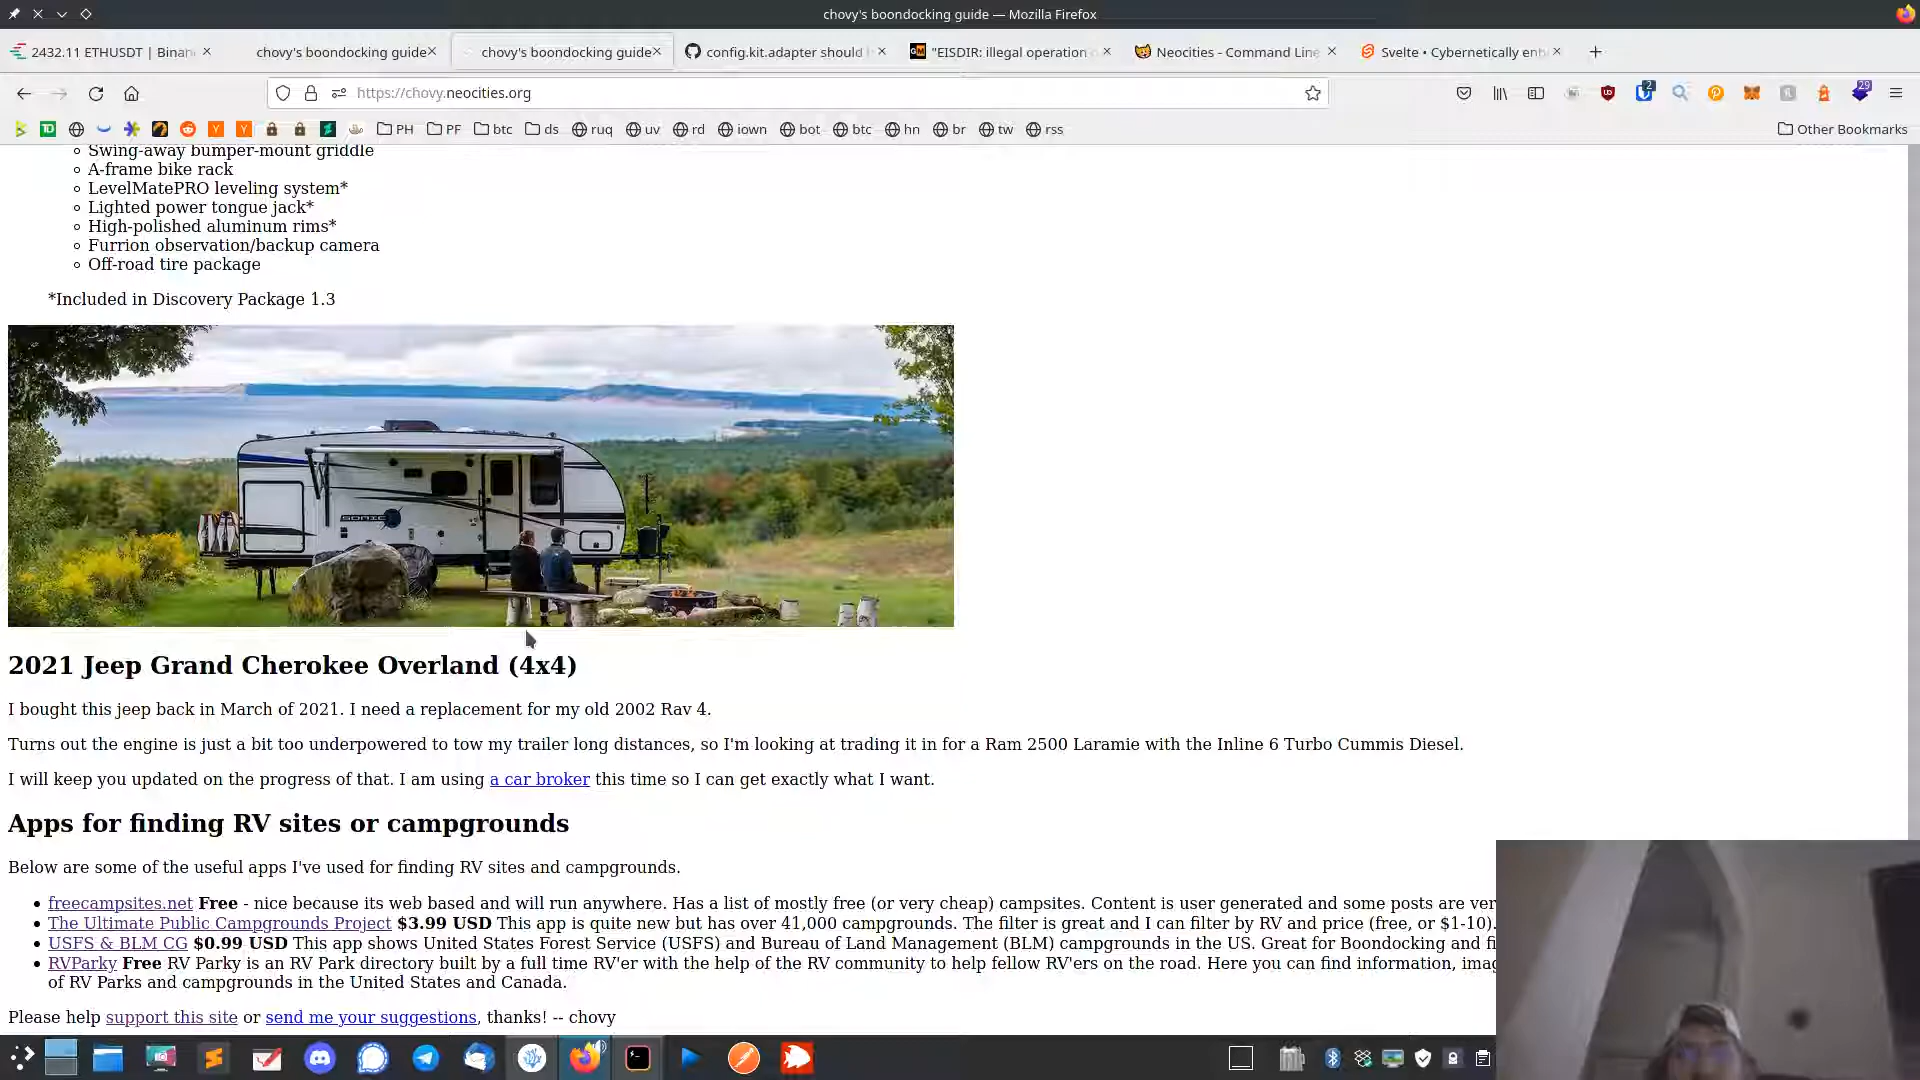 chovy's boondocking guide — Mozilla Firefox
2432.11 ETHUSDT | Binan
chovy's boondocking guide
chovy's boondocking guide
config.kit.adapter should
"EISDIR: illegal operation
Neocities - Command Line
Svelte • Cybernetically enh
https://chovy.neocities.org
2
29
PH
PF
btc
ds
ruq
uv
rd
iown
bot
btc
hn
br
tw
rss
Other Bookmarks
Swing-away bumper-mount griddle
A-frame bike rack
LevelMatePRO leveling system*
Lighted power tongue jack*
High-polished aluminum rims*
Furrion observation/backup camera
Off-road tire package
*Included in Discovery Package 1.3
SONIC
2021 Jeep Grand Cherokee Overland (4x4)
I bought this jeep back in March of 2021. I need a replacement for my old 2002 Rav 4.
Turns out the engine is just a bit too underpowered to tow my trailer long distances, so I'm looking at trading it in for a Ram 2500 Laramie with the Inline 6 Turbo Cummis Diesel.
I will keep you updated on the progress of that. I am using a car broker this time so I can get exactly what I want.
Apps for finding RV sites or campgrounds
Below are some of the useful apps I've used for finding RV sites and campgrounds.
freecampsites.net Free - nice because its web based and will run anywhere. Has a list of mostly free (or very cheap) campsites. Content is user generated and some posts are ver
The Ultimate Public Campgrounds Project $3.99 USD This app is quite new but has over 41,000 campgrounds. The filter is great and I can filter by RV and price (free, or $1-10).
USFS & BLM CG $0.99 USD This app shows United States Forest Service (USFS) and Bureau of Land Management (BLM) campgrounds in the US. Great for Boondocking and fi
RVParky Free RV Parky is an RV Park directory built by a full time RV'er with the help of the RV community to help fellow RV'ers on the road. Here you can find information, imag
of RV Parks and campgrounds in the United States and Canada.
Please help support this site or send me your suggestions, thanks! -- chovy